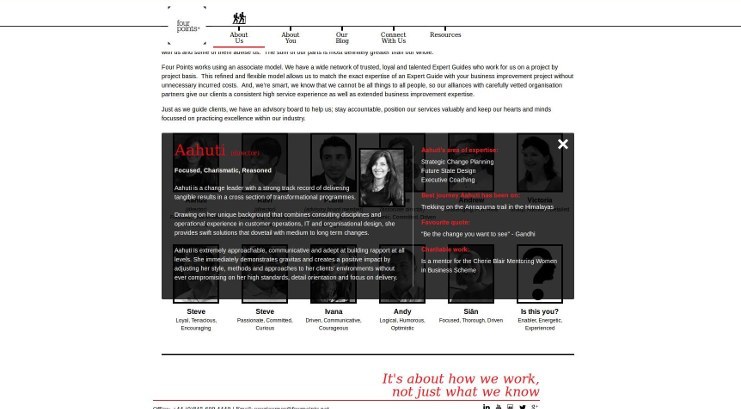 four
points
About
Us
About
You
Our
Blog
Connect
With Us
Resources
well as and some of them advise us. The sum of our parts is most definitely greater than our whole.
Four Points works using an associate model. We have a wide network of trusted, loyal and talented Expert Guides who work for us on a project by
project basis. This refined and flexible model allows us to match the exact expertise of an Expert Guide with your business improvement project without
unnecessary incurred costs. And, we're smart, we know that we cannot be all things to all people, so our alliances with carefully vetted organisation
partners give our clients a consistent high service experience as well as extended business improvement expertise.
Just as we guide clients, we have an advisory board to help us; stay accountable, position our services valuably and keep our hearts and minds
focussed on practicing excellence within our industry.
Aahuti
Focused, Charismatic, Reasoned
Aahuti is a change leader with a strong track record of delivering
tangible results in a cross section of transformational programmes.
Drawing on her unique background that combines consulting disciplines and
operational experience in customer operations, IT and organisational design, she
provides swift solutions that dovetail with medium to long term changes.
Aahuti is extremely approachable, communicative and adept at building rapport at all
levels. She immediately demonstrates gravitas and creates a positive impact by
adjusting her style, methods and approaches to her clients' environments without
ever compromising on her high standards, detail orientation and focus on delivery.
Aahuti's area of expertise:
Strategic Change Planning
Future State Design
Executive Coaching
Best journey Aahuti has been on:
Trekking on the Annapurna trail in the Himalayas
Favourite quote:
"Be the change you want to see" - Gandhi
Charitable work:
Is a mentor for the Cherie Blair Mentoring Women
in Business Scheme
Victoria
Steve
Loyal, Tenacious,
Encouraging
Steve
Passionate, Committed,
Curious
Ivana
Driven, Communicative,
Courageous
Andy
Logical, Humorous,
Optimistic
Siân
Focused, Thorough, Driven
Is this you?
Enabler, Energetic,
Experienced
It's about how we work,
not just what we know